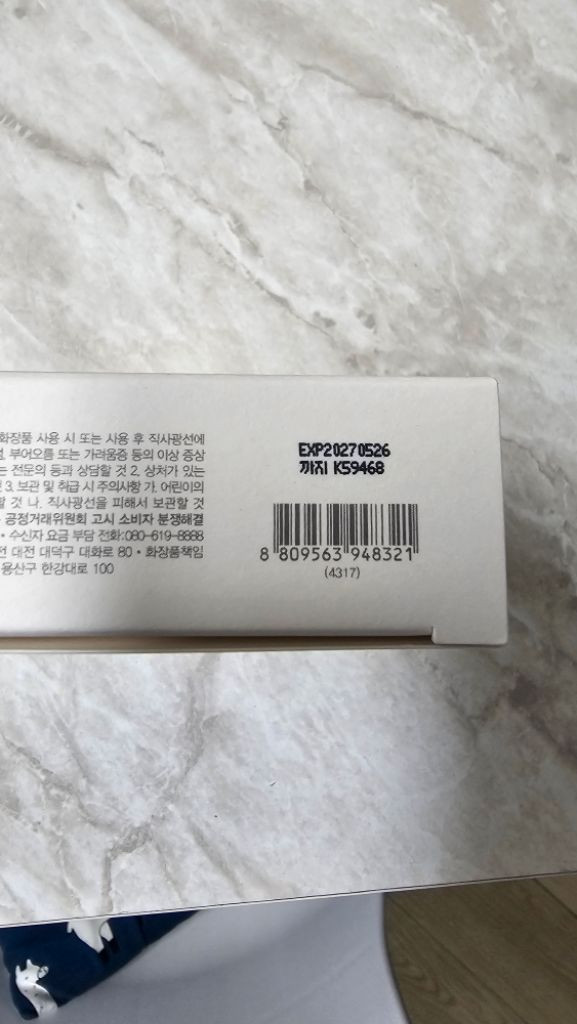 화장품 사용 시 또는 사용 후 직사광선에
부어오름 또는 가려움증 등의 이상 증상
는 전문의 등과 상담할 것 2. 상처가 있는
3. 보관 및 취급 시 주의사항 가. 어린이의
할 것 나. 직사광선을 피해서 보관할 것
공정거래위원회 고시 소비자 분쟁해결
• 수신자 요금 부담 전화:080-619-8888
전 대전 대덕구 대화로 80 • 화장품책임
용산구 한강대로 100
EXP20270526
까지 K59468
8 809563 948321
(4317)